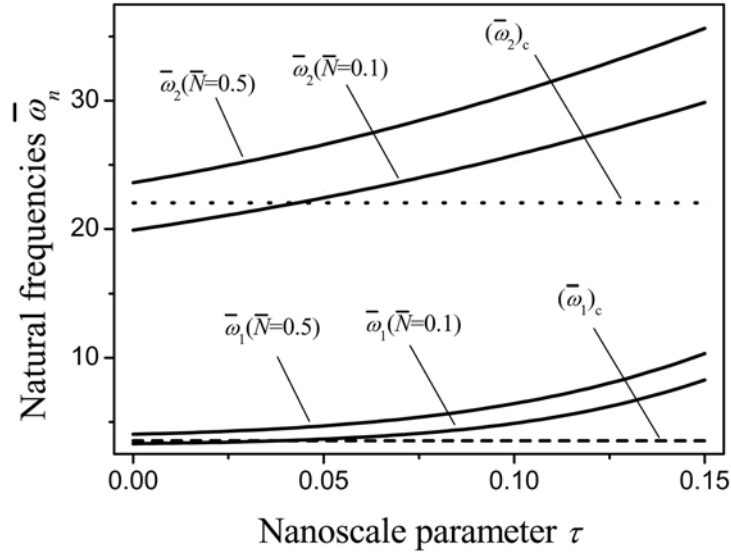 Natural frequencies ω̅ₙ
30
20
10
ω̅₂(N̅=0.5)
ω̅₂(N̅=0.1)
(ω̅₂)c
ω̅₁(N̅=0.5)
ω̅₁(N̅=0.1)
(ω̅₁)c
0.00 0.05 0.10 0.15
Nanoscale parameter τ